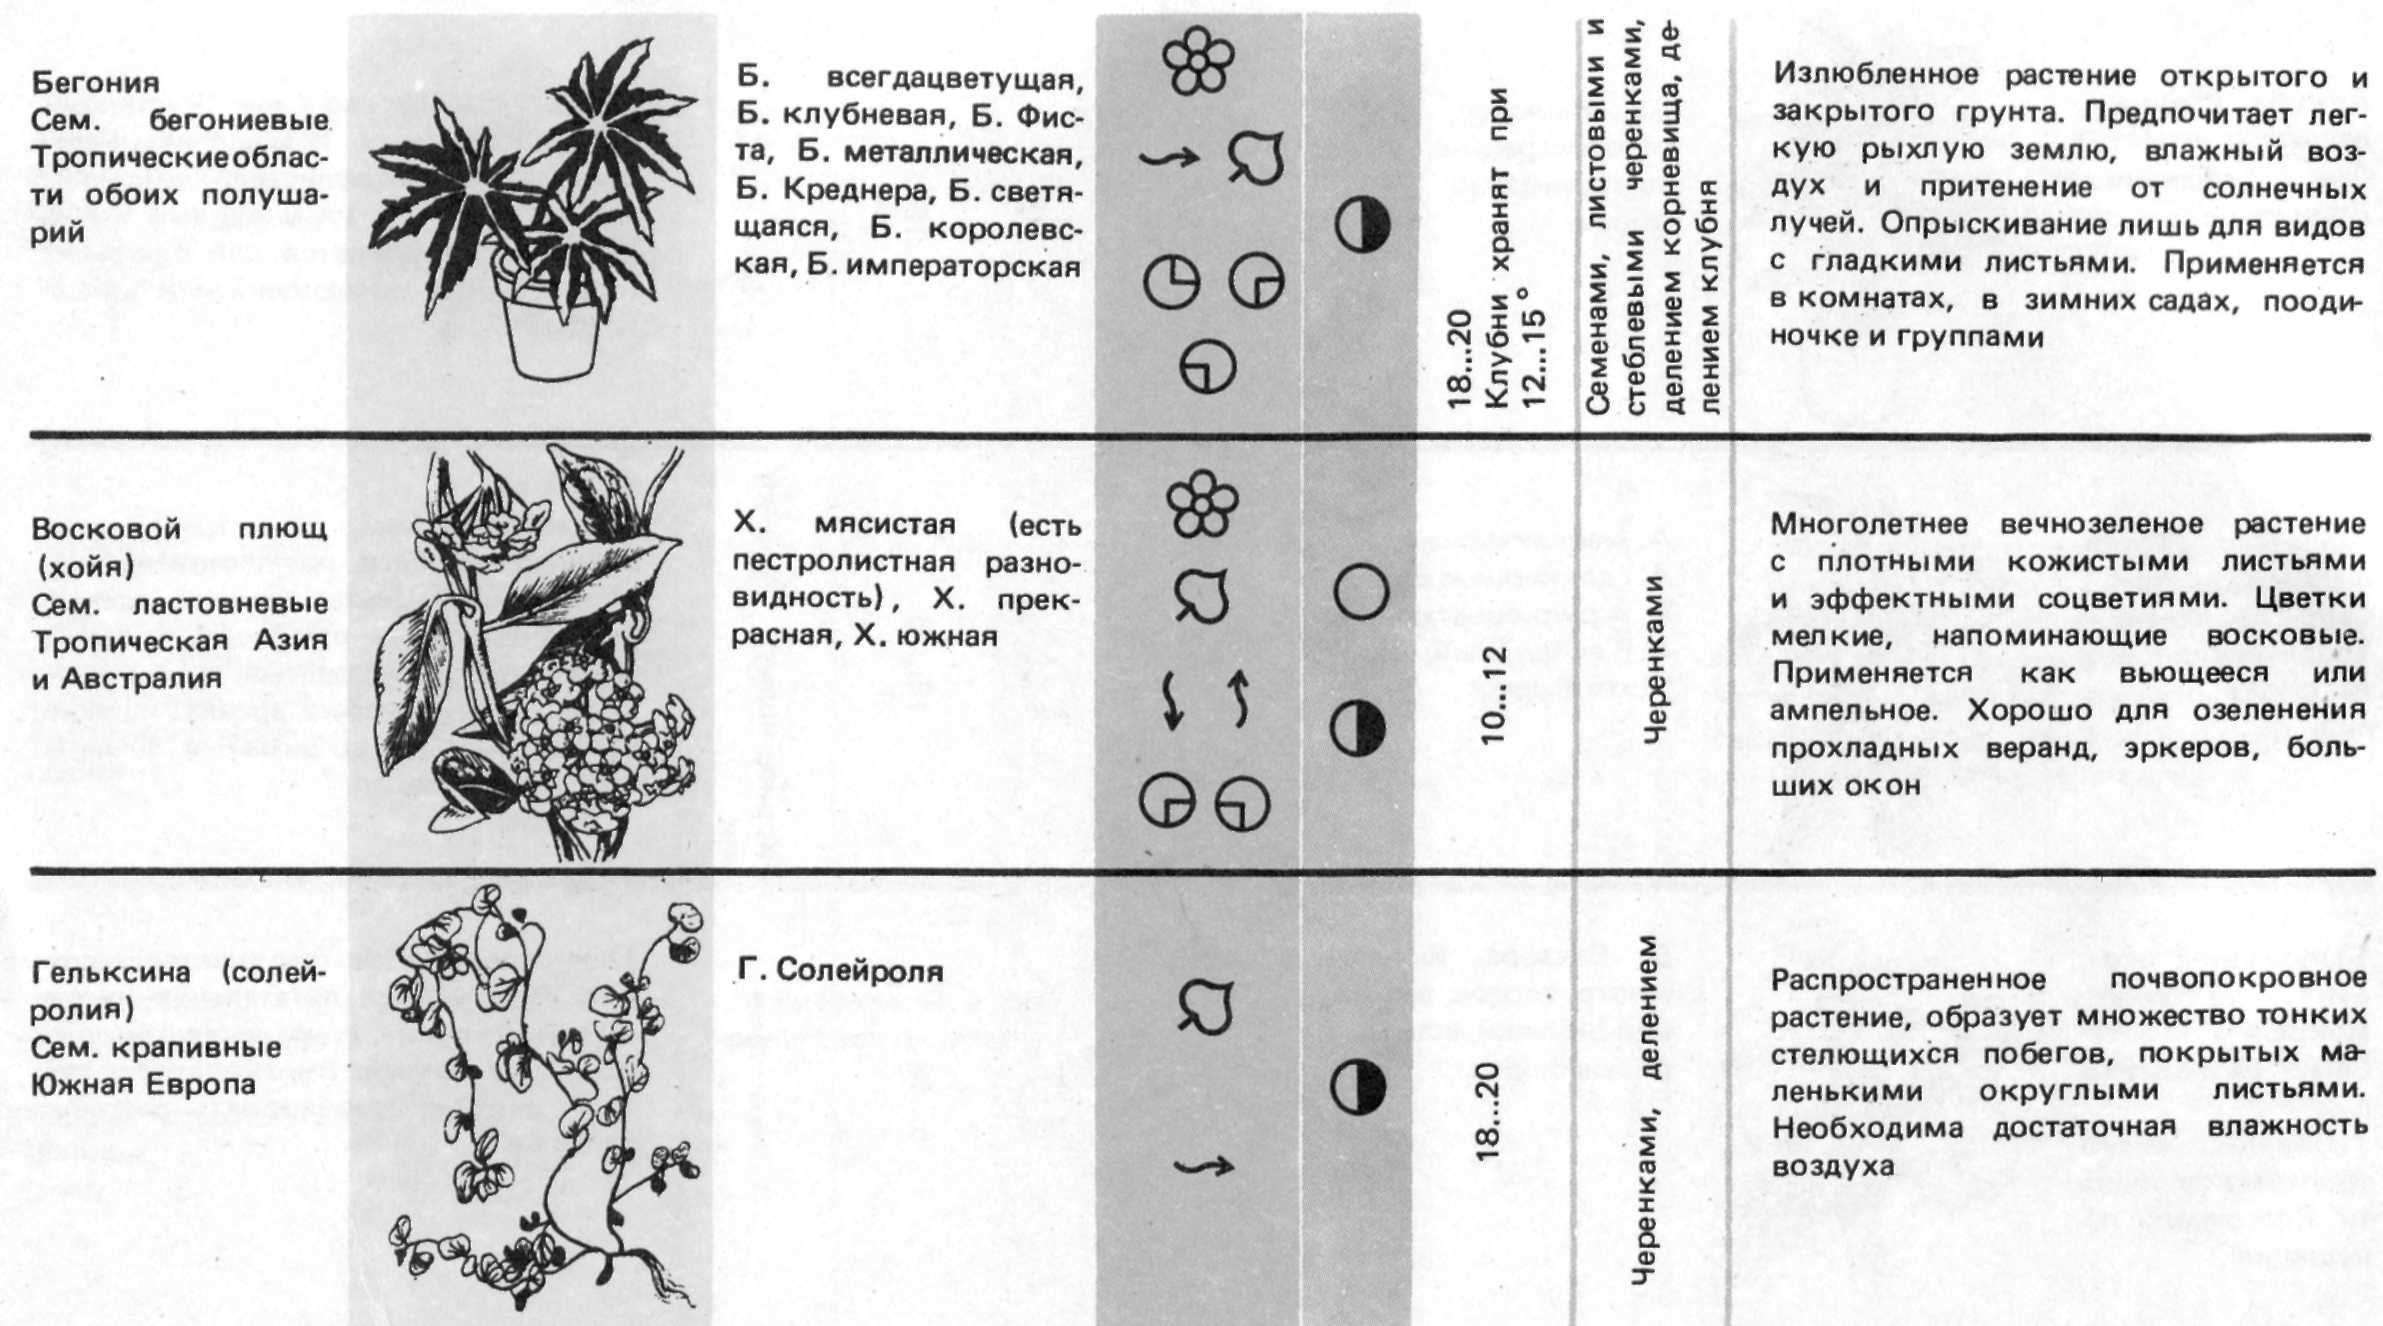 Бегония
Сем. бегониевые
Тропические облас-
ти обоих полуша-
рий
Б. всегдацветущая,
Б. клубневая, Б. Фис-
та, Б. металлическая,
Б. Креднера, Б. светя-
щаяся, Б. королевс-
кая, Б. императорская
18...20
Клубни хранят при
12...15°
Семенами, листовыми и
стеблевыми черенками,
делением корневища, де-
лением клубня
Излюбленное растение открытого и
закрытого грунта. Предпочитает лег-
кую рыхлую землю, влажный воз-
дух и притенение от солнечных
лучей. Опрыскивание лишь для видов
с гладкими листьями. Применяется
в комнатах, в зимних садах, пооди-
ночке и группами
Восковой плющ
(хойя)
Сем. ластовневые
Тропическая Азия
и Австралия
Х. мясистая (есть
пестролистная разно-
видность), Х. прек-
расная, Х. южная
10...12
Черенками
Многолетнее вечнозеленое растение
с плотными кожистыми листьями
и эффектными соцветиями. Цветки
мелкие, напоминающие восковые.
Применяется как вьющееся или
ампельное. Хорошо для озеленения
прохладных веранд, эркеров, боль-
ших окон
Гельксина (солей-
ролия)
Сем. крапивные
Южная Европа
Г. Солейроля
18...20
Черенками, делением
Распространенное почвопокровное
растение, образует множество тонких
стелющихся побегов, покрытых ма-
ленькими округлыми листьями.
Необходима достаточная влажность
воздуха